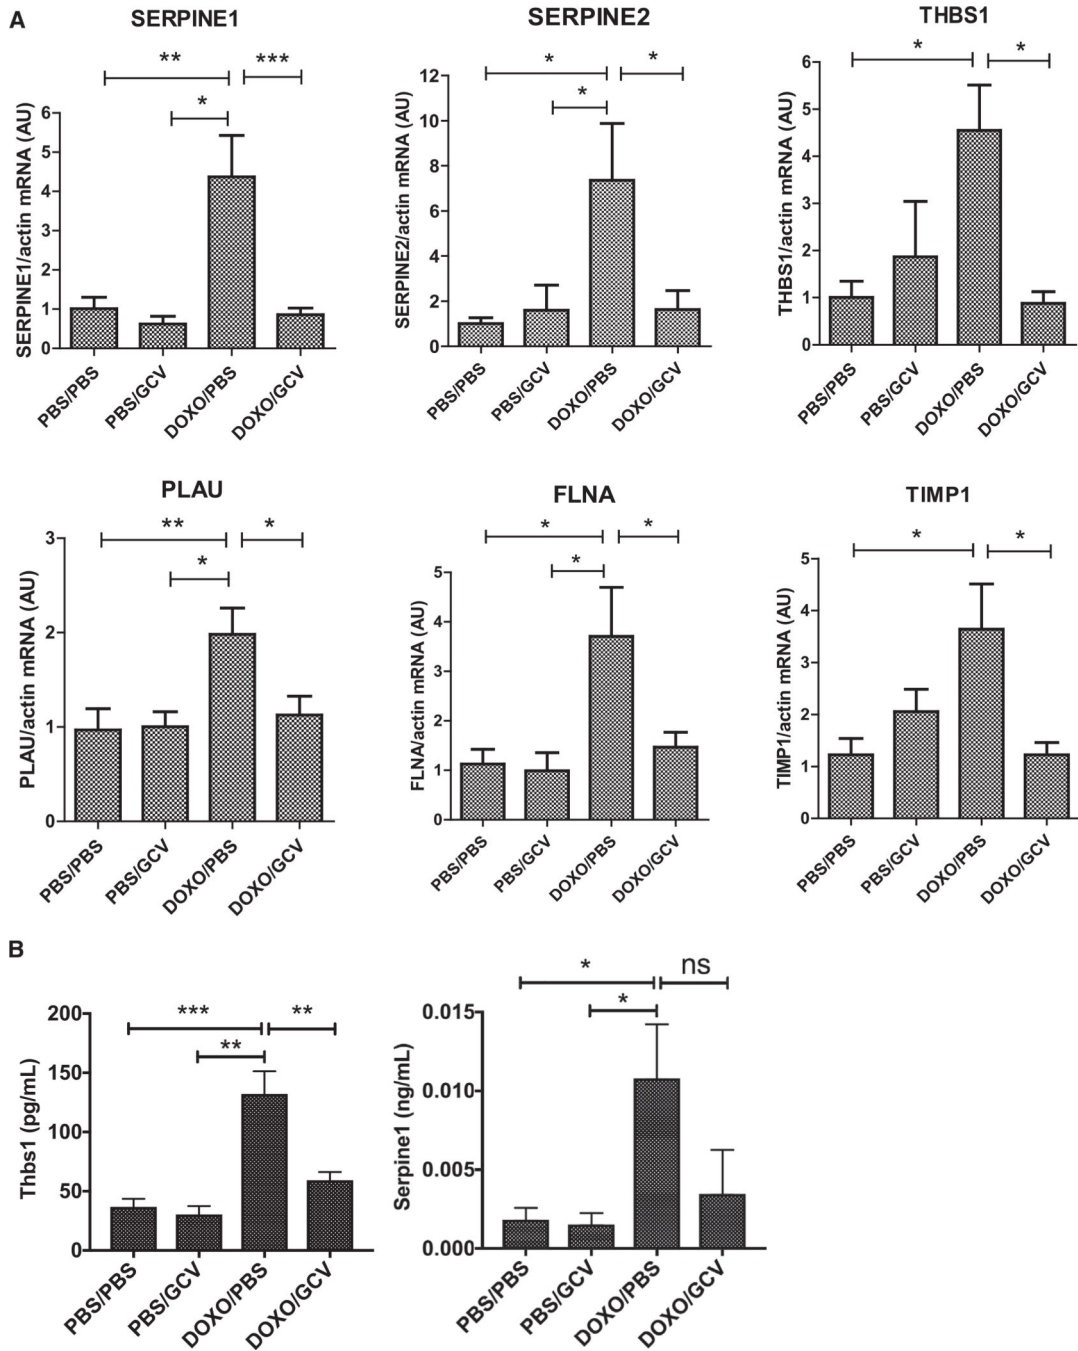 A
SERPINE1
SERPINE1/actin mRNA (AU)
** *** *
6
5
4
3
2
1
0
PBS/PBS PBS/GCV DOXO/PBS DOXO/GCV
SERPINE2
SERPINE2/actin mRNA (AU)
* * *
12
10
8
6
4
2
0
PBS/PBS PBS/GCV DOXO/PBS DOXO/GCV
THBS1
THBS1/actin mRNA (AU)
* *
6
5
4
3
2
1
0
PBS/PBS PBS/GCV DOXO/PBS DOXO/GCV
PLAU
PLAU/actin mRNA (AU)
** * *
3
2
1
0
PBS/PBS PBS/GCV DOXO/PBS DOXO/GCV
FLNA
FLNA/actin mRNA (AU)
* * *
5
4
3
2
1
0
PBS/PBS PBS/GCV DOXO/PBS DOXO/GCV
TIMP1
TIMP1/actin mRNA (AU)
* *
5
4
3
2
1
0
PBS/PBS PBS/GCV DOXO/PBS DOXO/GCV
B
Thbs1 (pg/mL)
*** ** **
200
150
100
50
0
PBS/PBS PBS/GCV DOXO/PBS DOXO/GCV
Serpine1 (ng/mL)
* ns *
0.015
0.010
0.005
0.000
PBS/PBS PBS/GCV DOXO/PBS DOXO/GCV